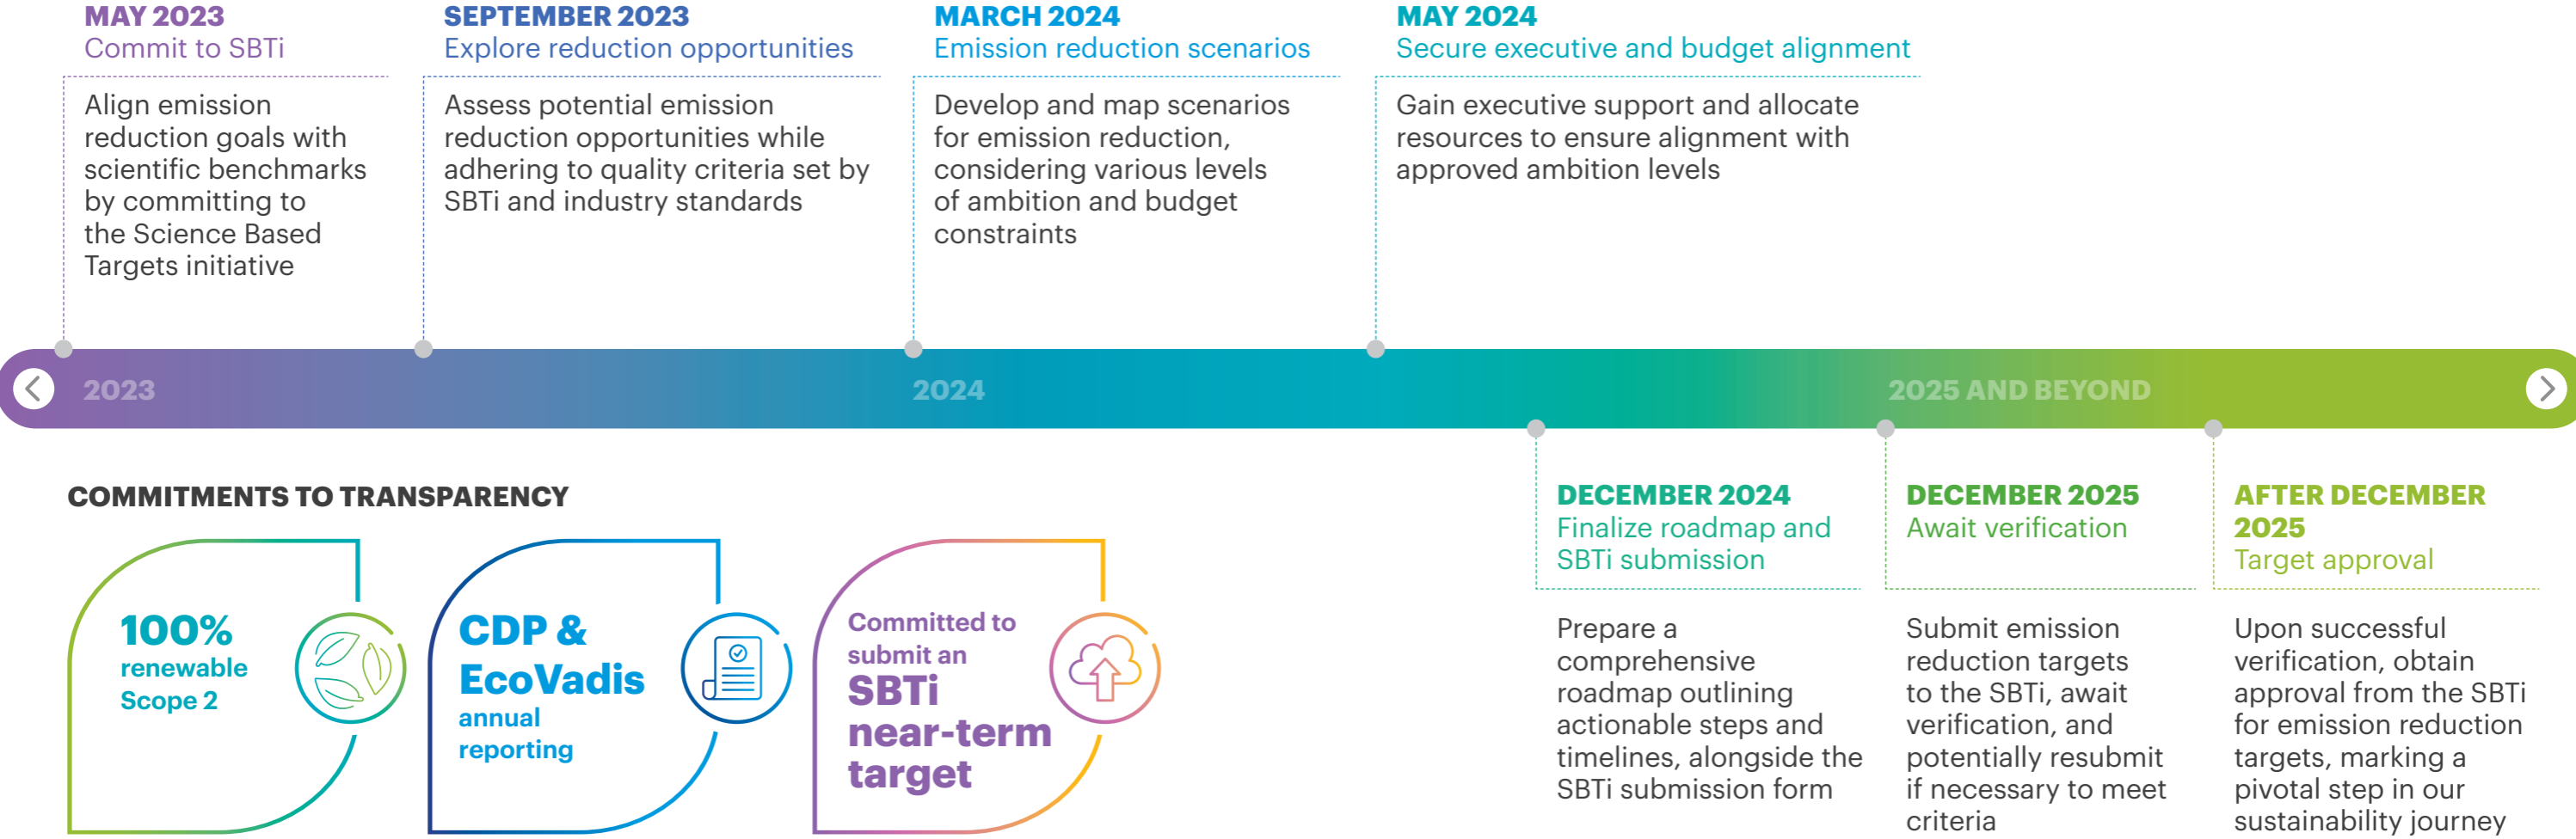 MAY 2023
Commit to SBTi
Align emission
reduction goals with
scientific benchmarks
by committing to
the Science Based
Targets initiative
SEPTEMBER 2023
Explore reduction opportunities
Assess potential emission
reduction opportunities while
adhering to quality criteria set by
SBTi and industry standards
MARCH 2024
Emission reduction scenarios
Develop and map scenarios
for emission reduction,
considering various levels
of ambition and budget
constraints
MAY 2024
Secure executive and budget alignment
Gain executive support and allocate
resources to ensure alignment with
approved ambition levels
2023
2024
2025 AND BEYOND
COMMITMENTS TO TRANSPARENCY
100%
renewable
Scope 2
CDP &
EcoVadis
annual
reporting
Committed to
submit an
SBTi
near-term
target
DECEMBER 2024
Finalize roadmap and
SBTi submission
Prepare a
comprehensive
roadmap outlining
actionable steps and
timelines, alongside the
SBTi submission form
DECEMBER 2025
Await verification
Submit emission
reduction targets
to the SBTi, await
verification, and
potentially resubmit
if necessary to meet
criteria
AFTER DECEMBER
2025
Target approval
Upon successful
verification, obtain
approval from the SBTi
for emission reduction
targets, marking a
pivotal step in our
sustainability journey